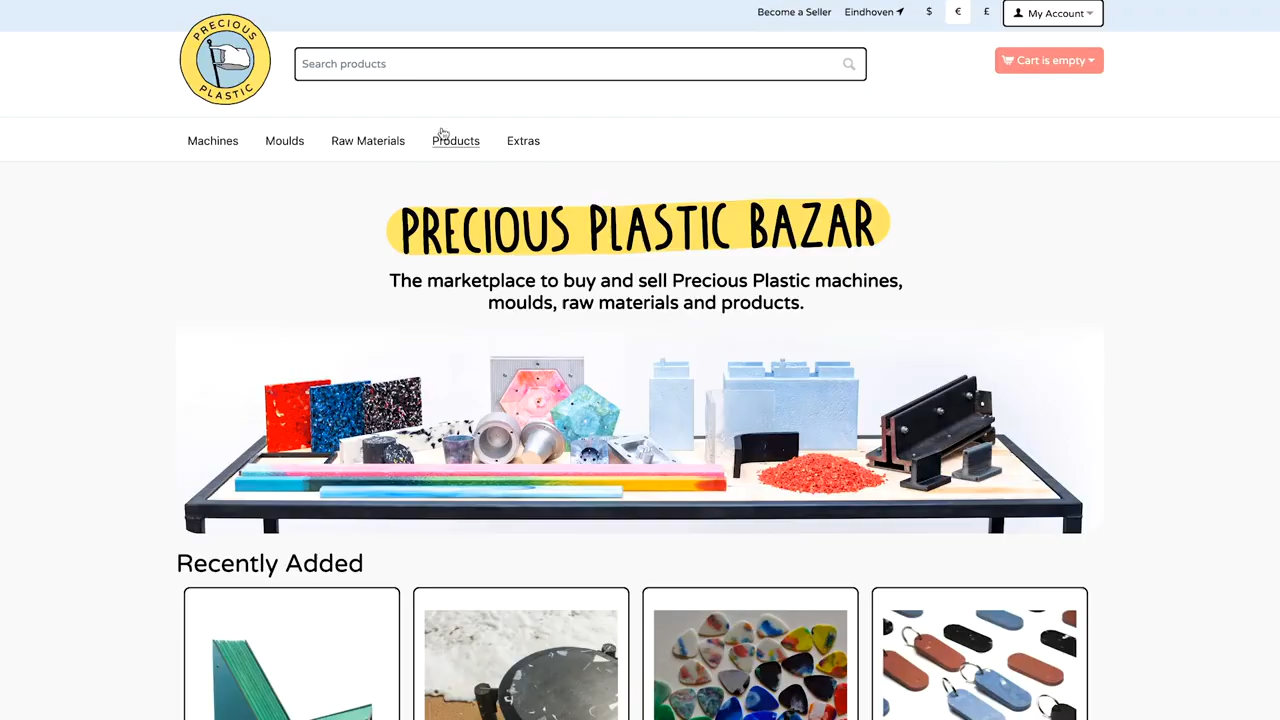 Become a Seller
Eindhoven
$
€
£
My Account
PRECIOUS
PLASTIC
Search products
Cart is empty
Machines
Moulds
Raw Materials
Products
Extras
PRECIOUS PLASTIC BAZAR
The marketplace to buy and sell Precious Plastic machines,
moulds, raw materials and products.
Recently Added